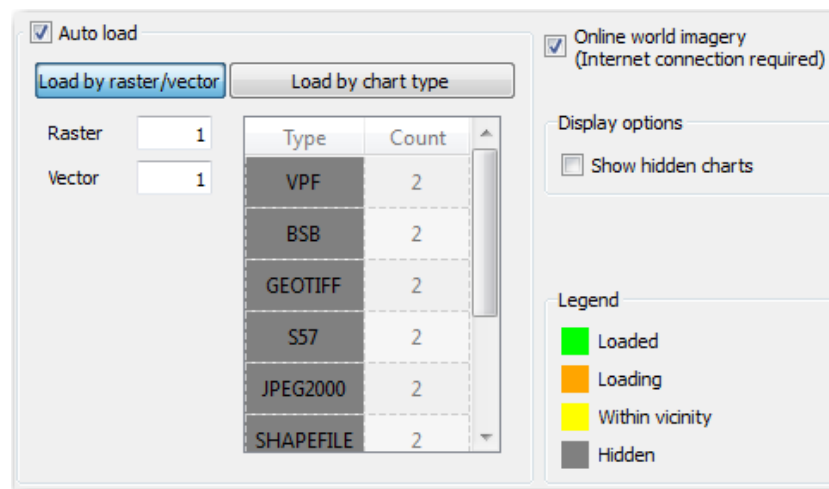 Auto load
Load by raster/vector
Load by chart type
Raster 1
Vector 1
Type Count
VPF 2
BSB 2
GEOTIFF 2
S57 2
JPEG2000 2
SHAPEFILE 2
Online world imagery
(Internet connection required)
Display options
Show hidden charts
Legend
Loaded
Loading
Within vicinity
Hidden